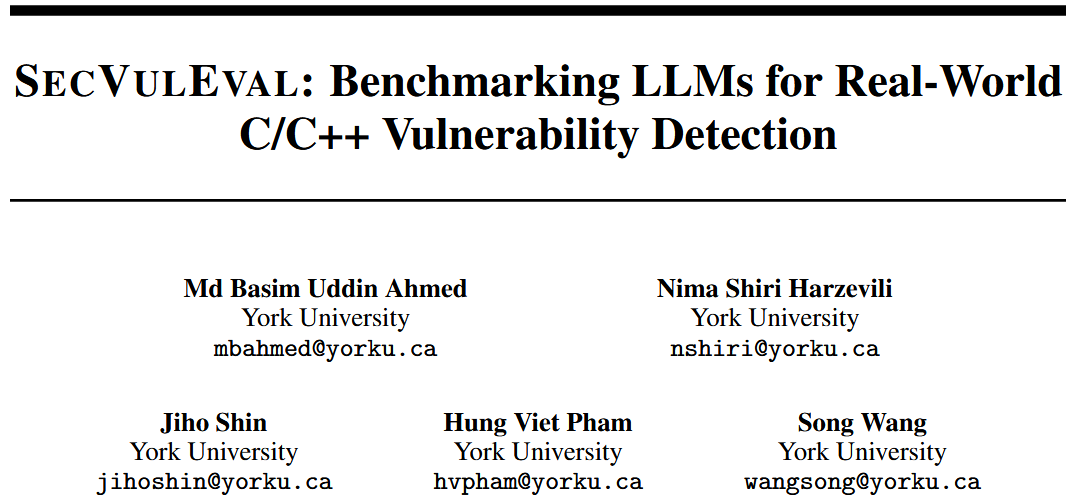 SECVULEVAL: Benchmarking LLMs for Real-World
C/C++ Vulnerability Detection
Md Basim Uddin Ahmed
York University
mbahmed@yorku.ca
Nima Shiri Harzevili
York University
nshiri@yorku.ca
Jiho Shin
York University
jihoshin@yorku.ca
Hung Viet Pham
York University
hvpham@yorku.ca
Song Wang
York University
wangsong@yorku.ca